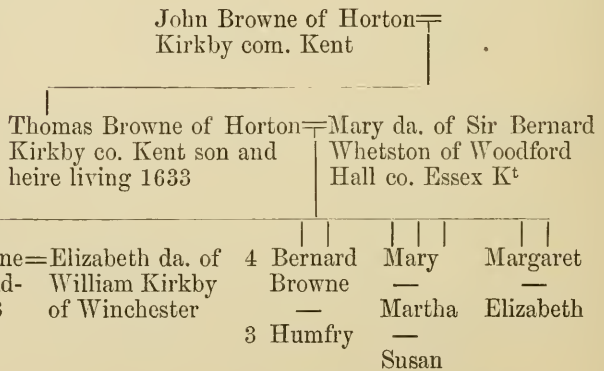 John Browne of Horton=
Kirkby com. Kent
Thomas Browne of Horton=Mary da. of Sir Bernard
Kirkby co. Kent son and Whetston of Woodford
heire living 1633 Hall co. Essex Kt
ne=Elizabeth da. of 4 Bernard Mary Margaret
d- William Kirkby Browne — —
3 of Winchester — Martha Elizabeth
3 Humfry —
Susan